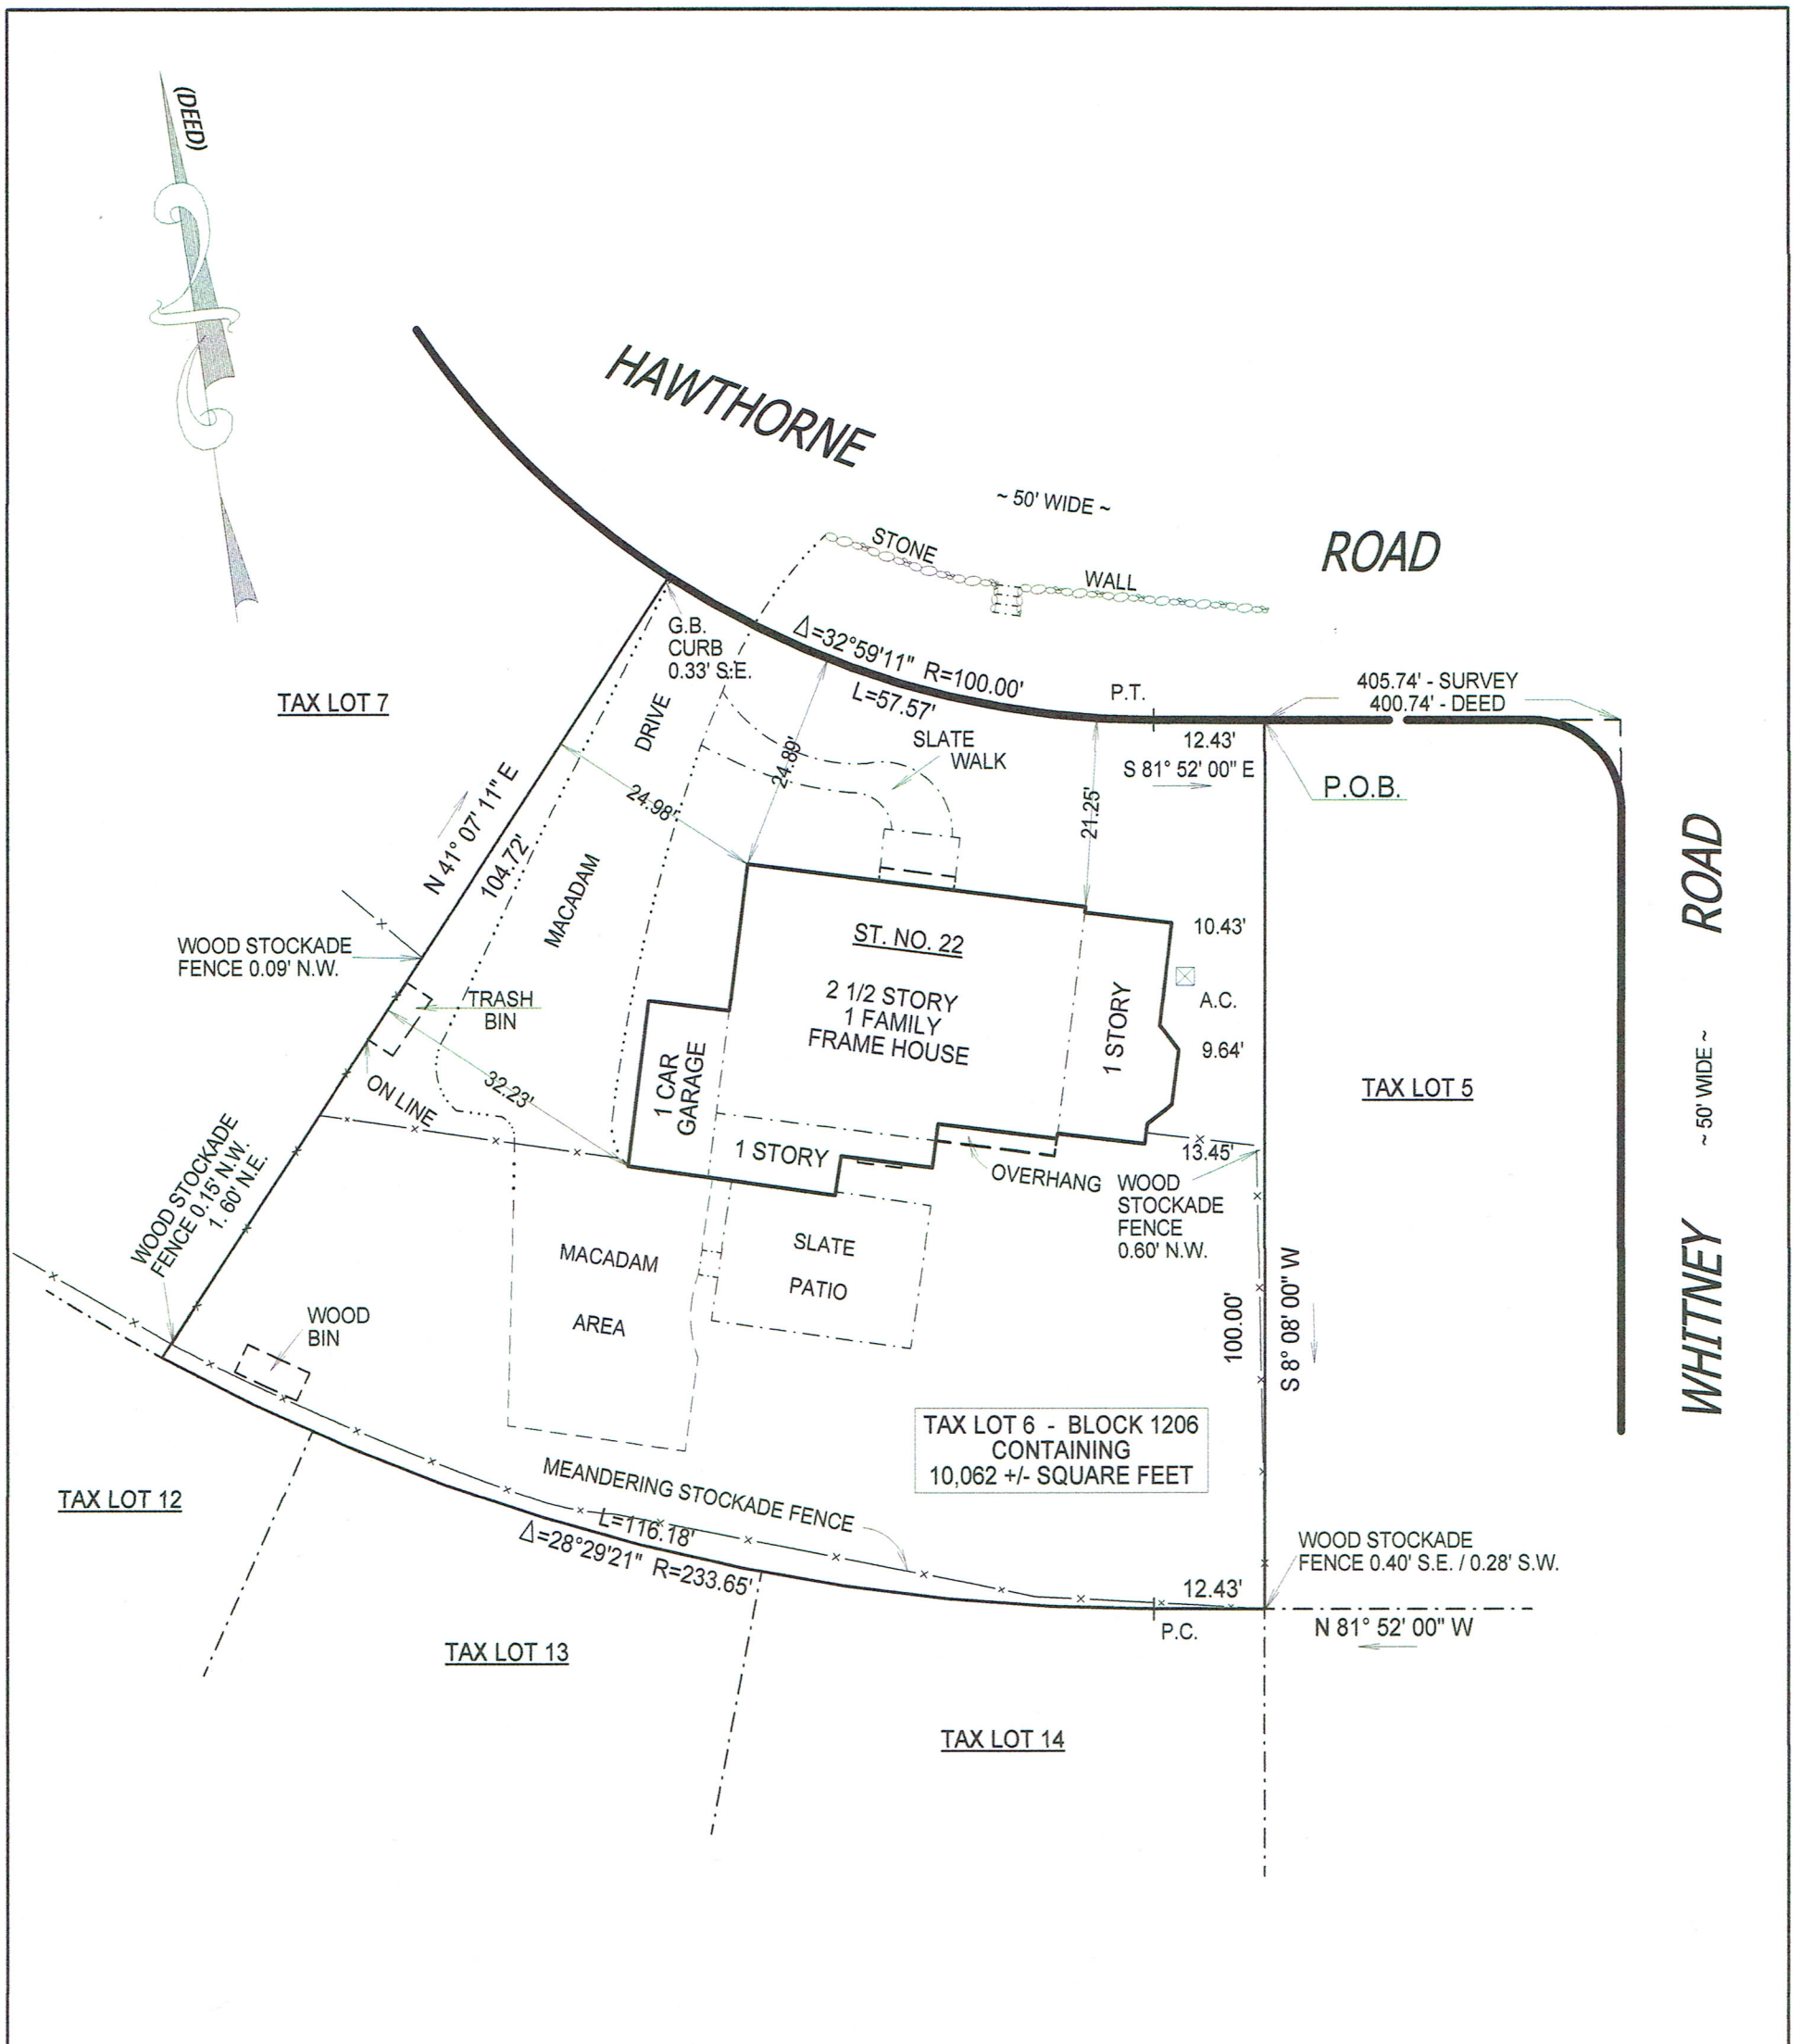 (DEED)
HAWTHORNE
~ 50' WIDE ~
ROAD
STONE
WALL
G.B.
CURB
0.33' S.E.
Δ=32°59'11" R=100.00'
L=57.57'
P.T.
405.74' - SURVEY
400.74' - DEED
12.43'
S 81° 52' 00" E
P.O.B.
TAX LOT 7
DRIVE
SLATE
WALK
24.89'
24.98'
21.25'
N 41° 07' 11" E
104.72'
MACADAM
WOOD STOCKADE
FENCE 0.09' N.W.
TRASH
BIN
ST. NO. 22
2 1/2 STORY
1 FAMILY
FRAME HOUSE
1 STORY
10.43'
A.C.
9.64'
1 CAR
GARAGE
ON LINE
32.23'
TAX LOT 5
ROAD
~ 50' WIDE ~
WHITNEY
1 STORY
OVERHANG
13.45'
WOOD
STOCKADE
FENCE
0.60' N.W.
WOOD STOCKADE
FENCE 0.15' N.W.
1. 60' N.E.
MACADAM
AREA
SLATE
PATIO
WOOD
BIN
100.00'
S 8° 08' 00" W
TAX LOT 6 - BLOCK 1206
CONTAINING
10,062 +/- SQUARE FEET
MEANDERING STOCKADE FENCE
L=116.18'
Δ=28°29'21" R=233.65'
TAX LOT 12
WOOD STOCKADE
FENCE 0.40' S.E. / 0.28' S.W.
12.43'
P.C.
N 81° 52' 00" W
TAX LOT 13
TAX LOT 14